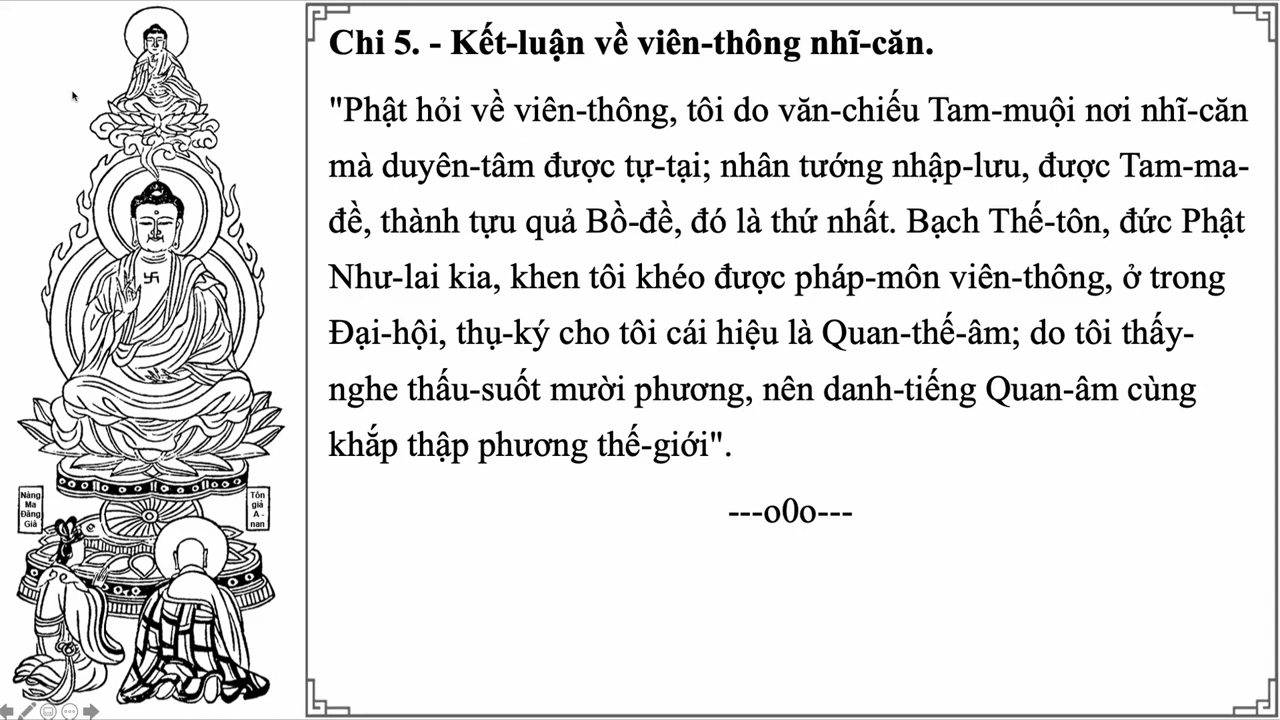 Chi 5. - Kết-luận về viên-thông nhĩ-căn.
"Phật hỏi về viên-thông, tôi do văn-chiếu Tam-muội nơi nhĩ-căn
mà duyên-tâm được tự-tại; nhân tướng nhập-lưu, được Tam-ma-
đề, thành tựu quả Bồ-đề, đó là thứ nhất. Bạch Thế-tôn, đức Phật
Như-lai kia, khen tôi khéo được pháp-môn viên-thông, ở trong
Đại-hội, thụ-ký cho tôi cái hiệu là Quan-thế-âm; do tôi thấy-
nghe thấu-suốt mười phương, nên danh-tiếng Quan-âm cùng
khắp thập phương thế-giới".
---o0o---
Nàng
Ma
Đăng
Già
Tôn
giả
A -
nan